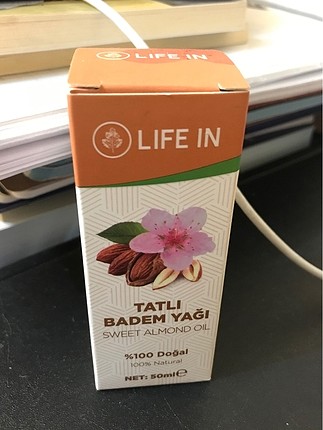 LIFE IN
LIFE IN
TATLI
BADEM YAĞI
SWEET ALMOND OIL
%100 Doğal
100% Natural
NET: 50ml℮